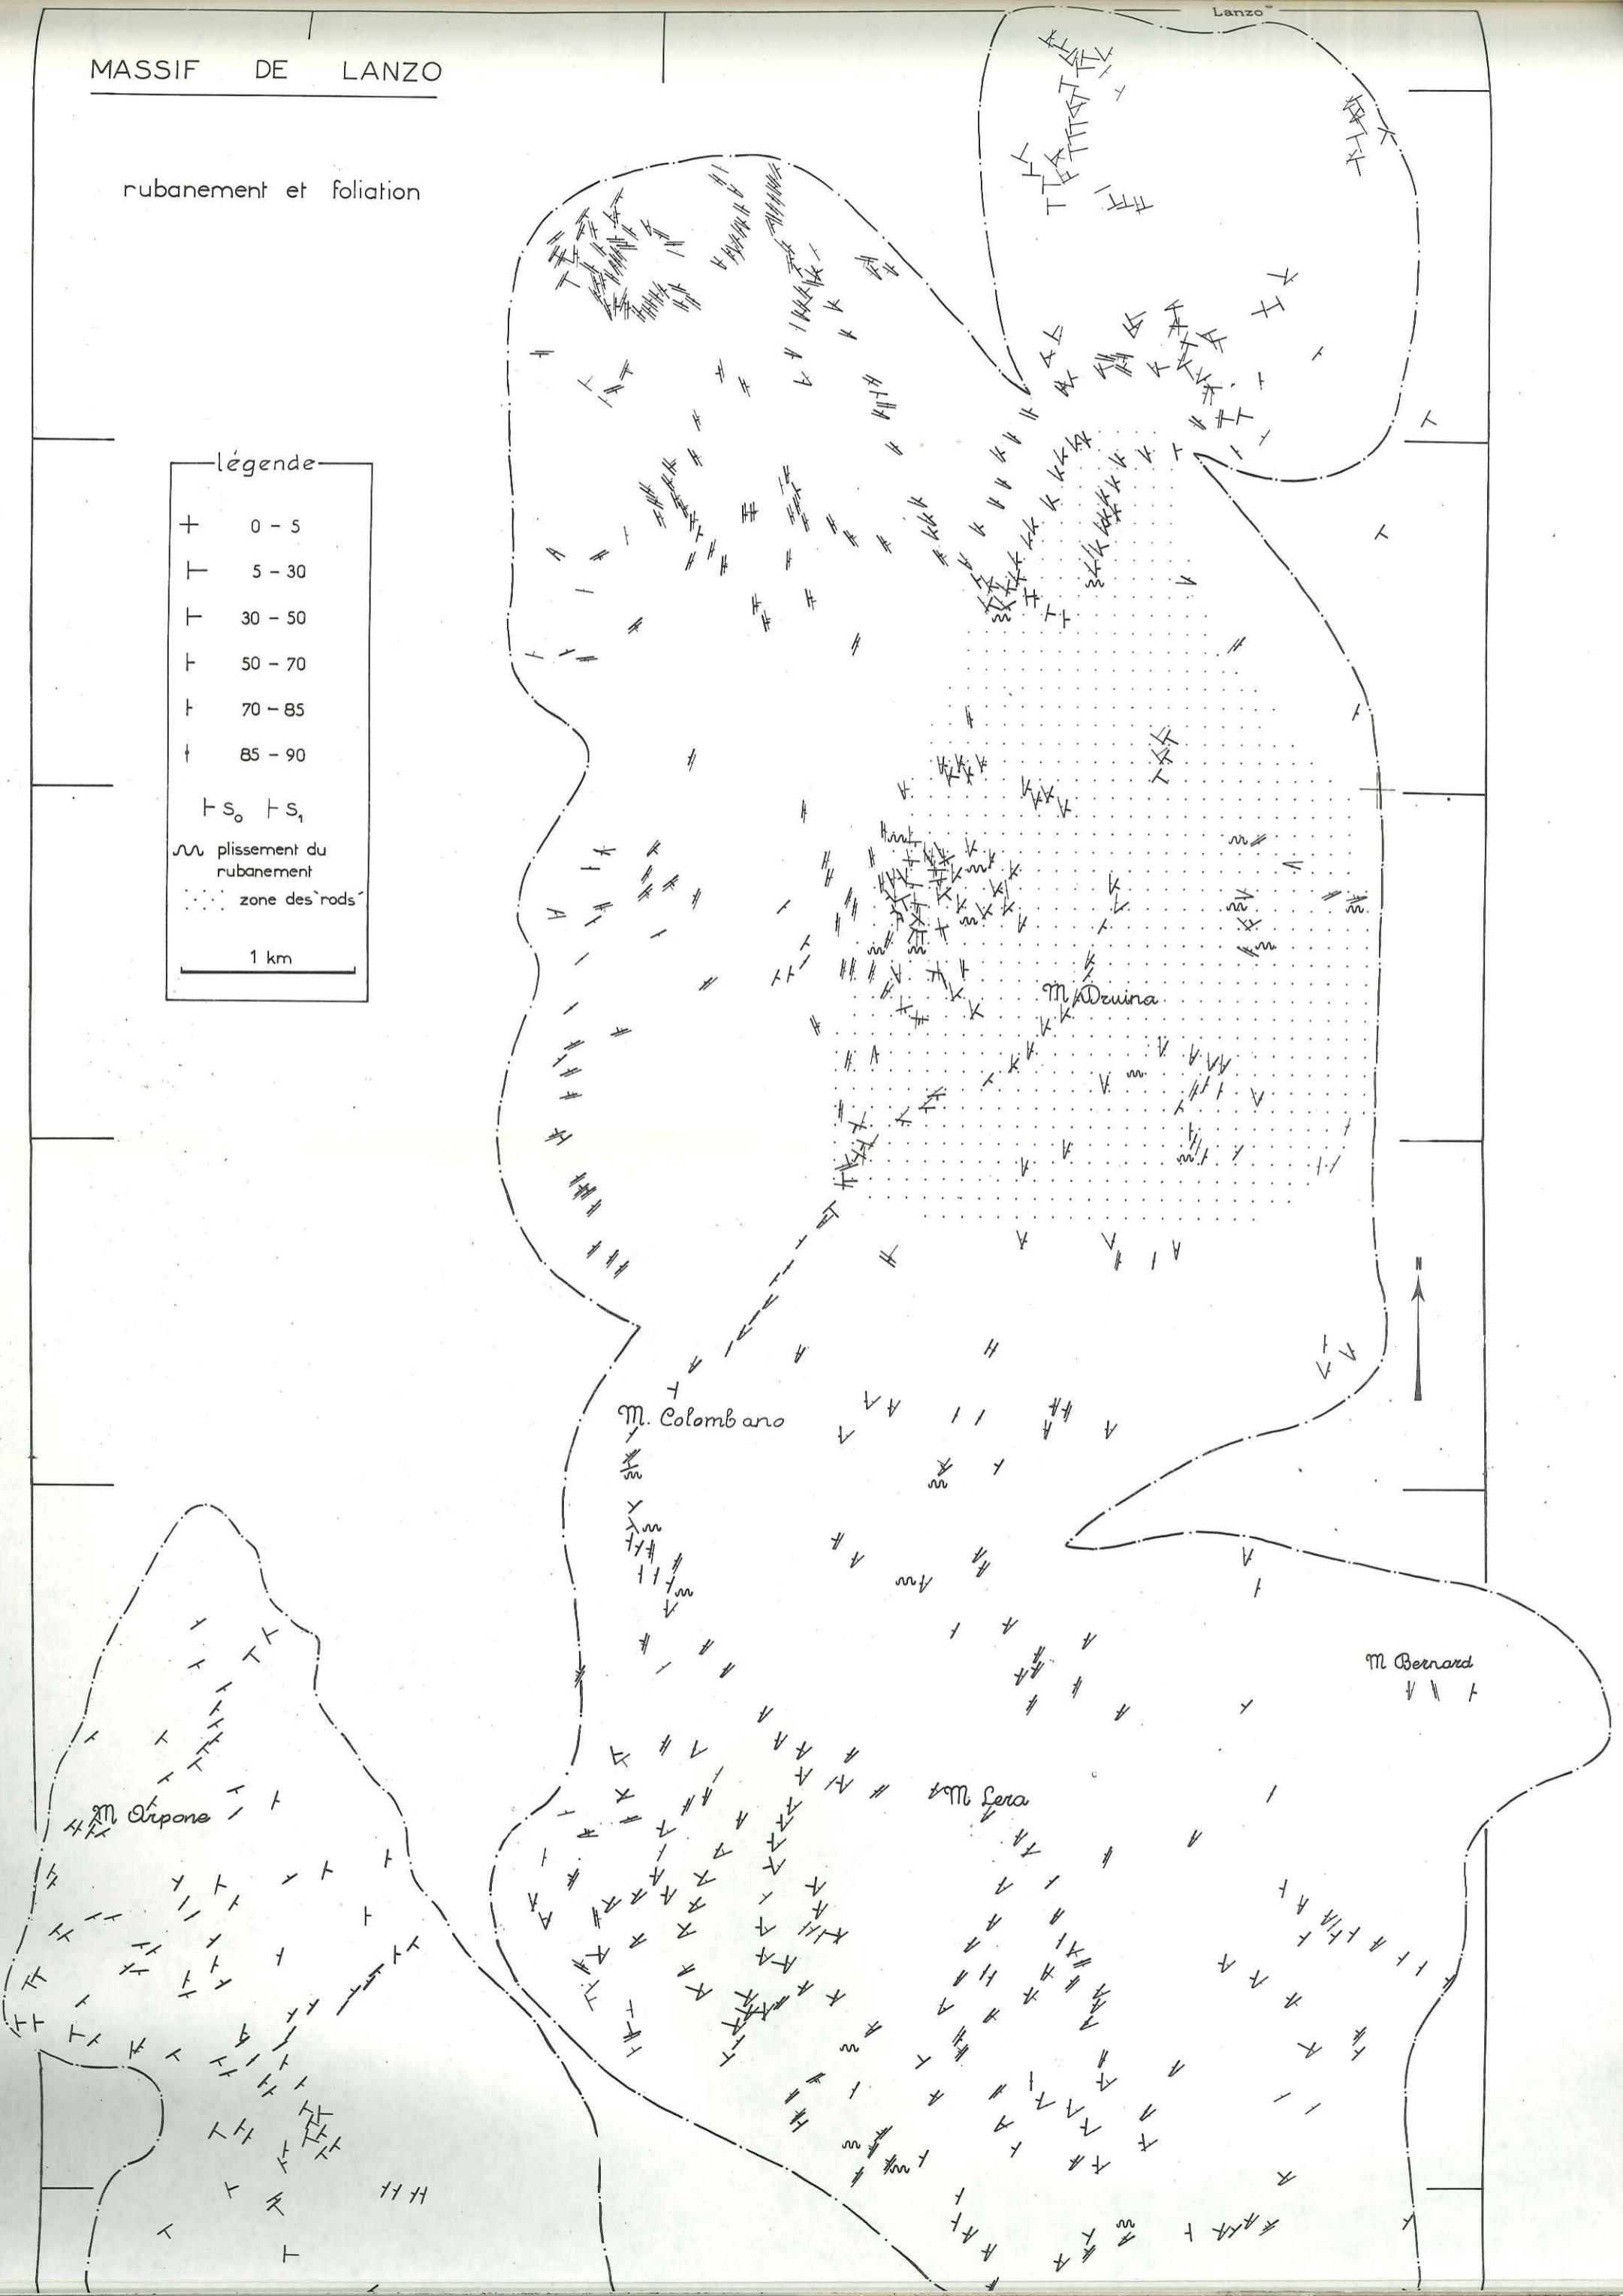 Lanzo
MASSIF DE LANZO
rubanement et foliation
légende
0 - 5
5 - 30
30 - 50
50 - 70
70 - 85
85 - 90
S₀ S₁
plissement du
rubanement
zone des "rods"
1 km
M. Druina
N
M. Colombano
M Bernard
M Lera
M Arpone